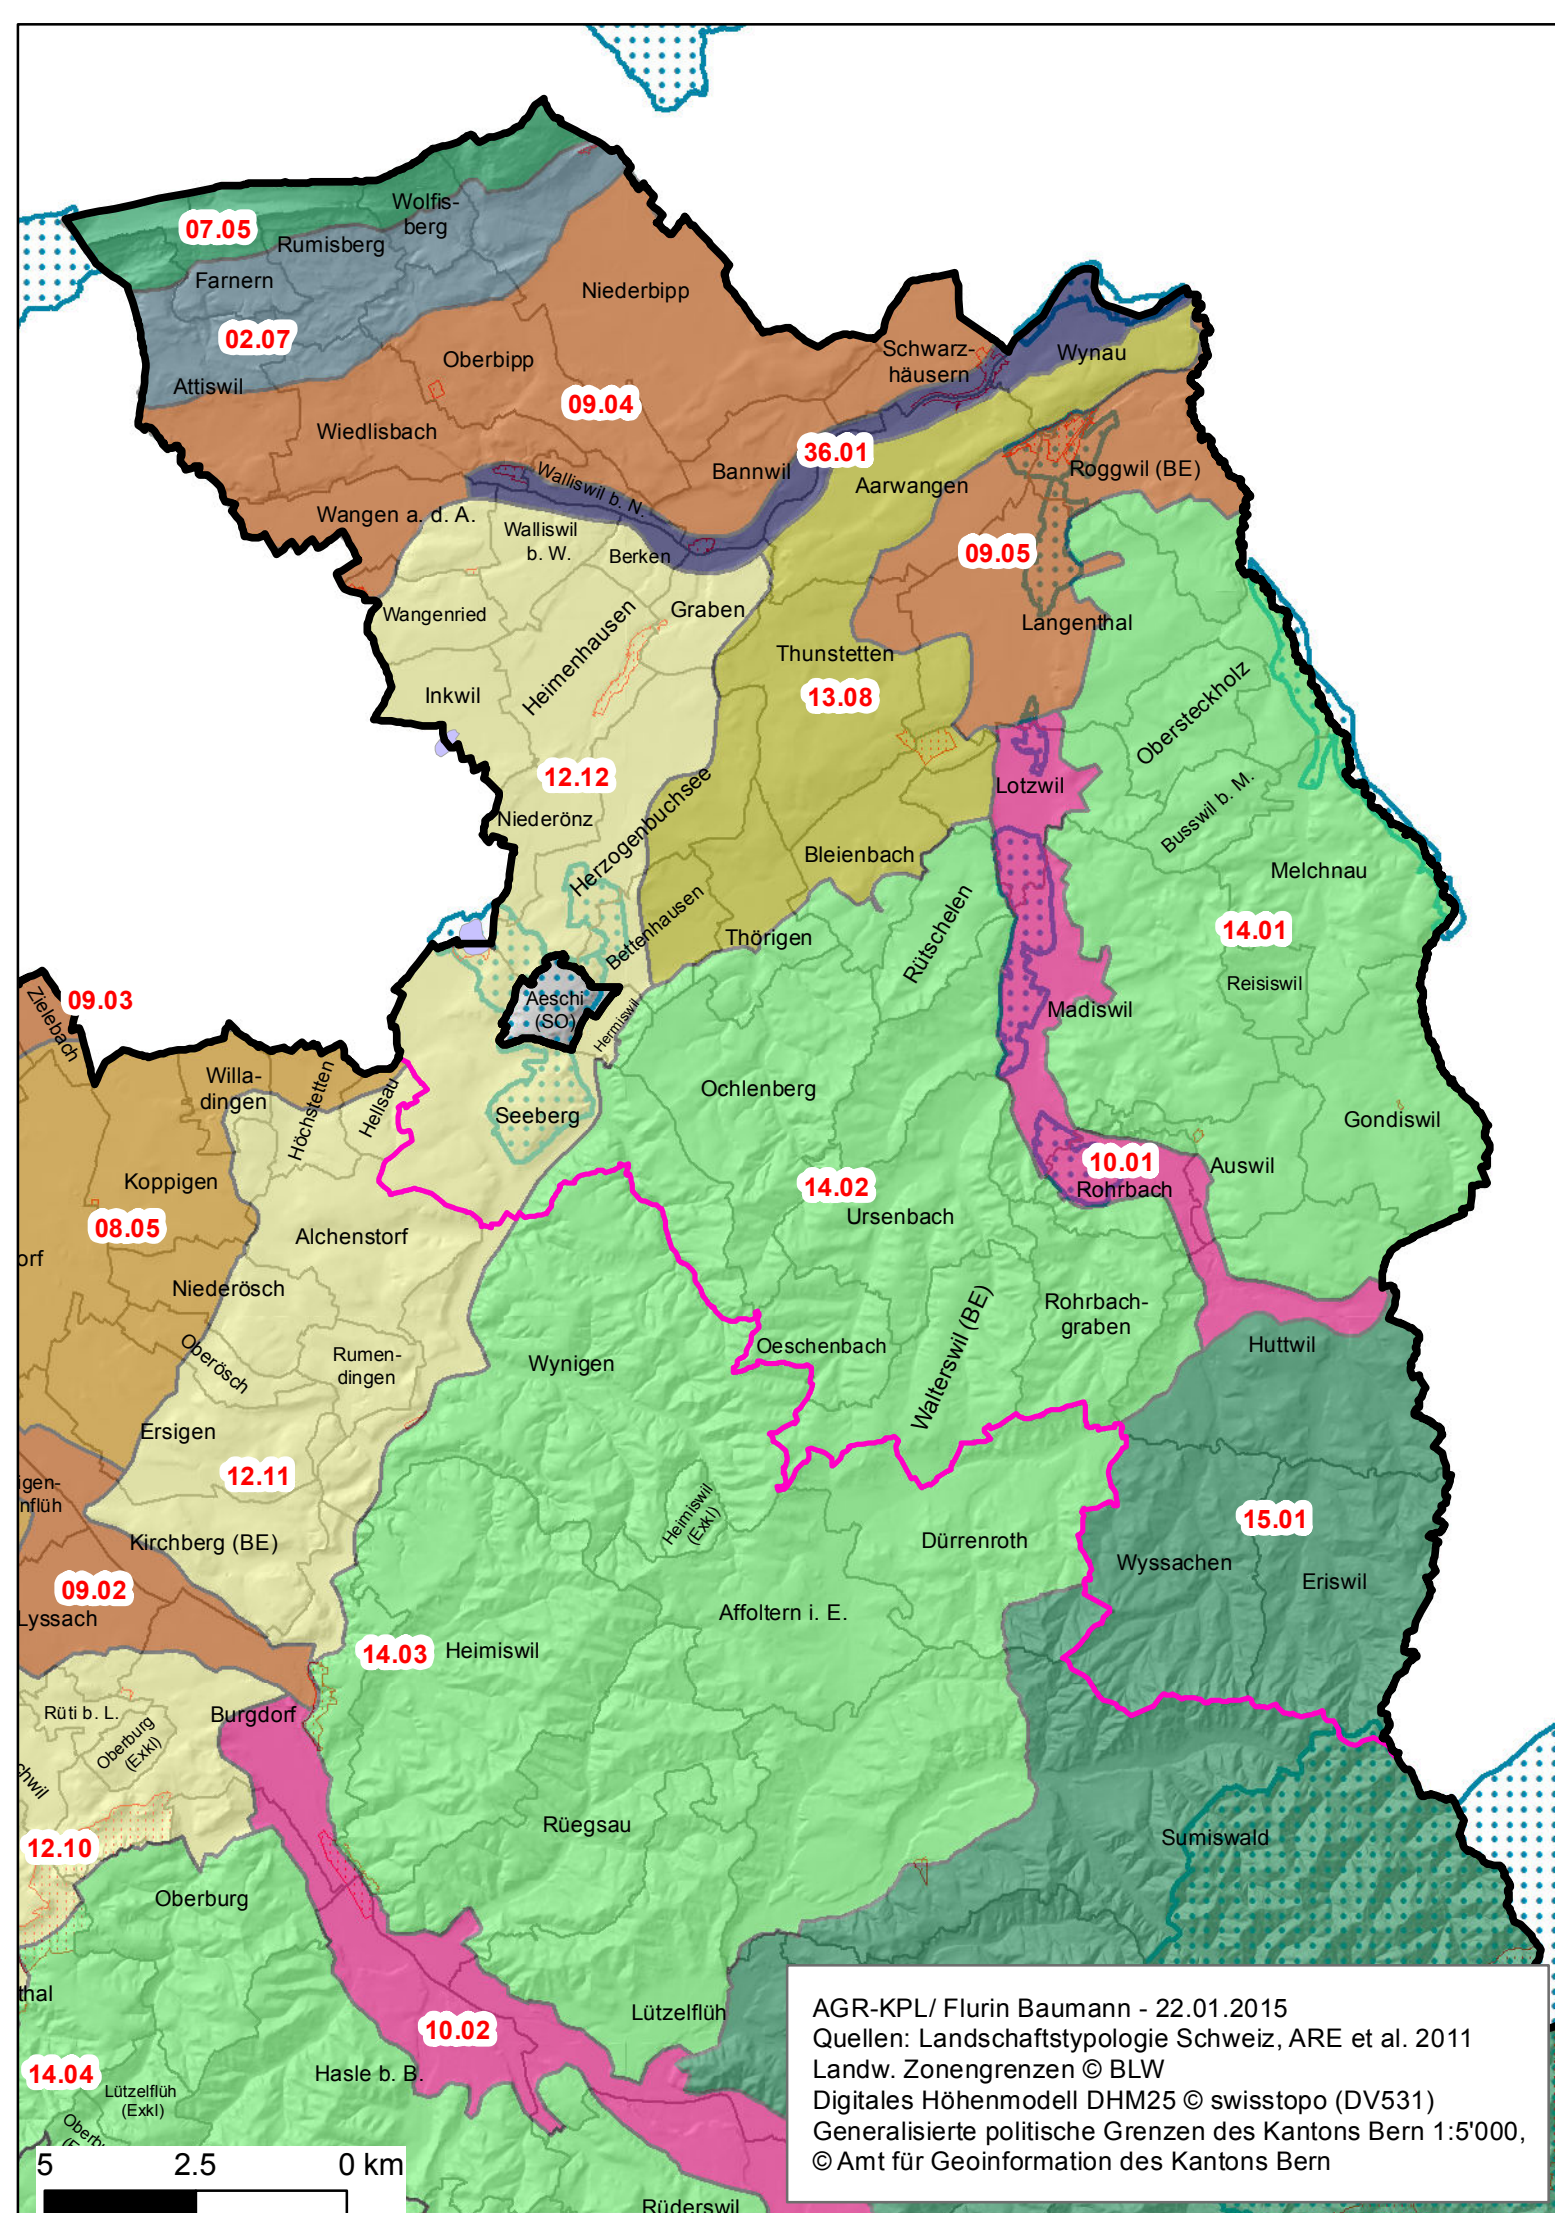 Wolfis-
berg
07.05
Rumisberg
Farnern
Niederbipp
02.07
Schwarz-
häusern
Wynau
Oberbipp
Attiswil
09.04
Wiedlisbach
36.01
Walliswil b. N.
Bannwil
Roggwil (BE)
Aarwangen
Wangen a. d. A.
Walliswil
b. W.
Berken
09.05
Wangenried
Heimenhausen
Graben
Langenthal
Thunstetten
Inkwil
13.08
Obersteckholz
12.12
Lotzwil
Herzogenbuchsee
Niederönz
Busswil b. M.
Bleienbach
Melchnau
Bettenhausen
Thörigen
Rütschelen
14.01
Reisiswil
Zielebach
09.03
Aeschi
(SO)
Hermiswil
Madiswil
Willa-
dingen
Höchstetten
Hellsau
Ochlenberg
Seeberg
Gondiswil
10.01
Auswil
Koppigen
14.02
Rohrbach
Ursenbach
08.05
Alchenstorf
orf
Niederösch
Rohrbach-
graben
Walterswil (BE)
Oeschenbach
Huttwil
Oberösch
Rumen-
dingen
Wynigen
Ersigen
12.11
igen-
nflüh
Heimiswil
(Exkl)
15.01
Kirchberg (BE)
Dürrenroth
Wyssachen
Eriswil
09.02
Lyssach
Affoltern i. E.
14.03
Heimiswil
Rüti b. L.
Burgdorf
Oberburg
(Exkl)
chwil
Rüegsau
Sumiswald
12.10
Oberburg
thal
Lützelflüh
10.02
14.04
Hasle b. B.
Lützelflüh
(Exkl)
Rüderswil
AGR-KPL/ Flurin Baumann - 22.01.2015
Quellen: Landschaftstypologie Schweiz, ARE et al. 2011
Landw. Zonengrenzen © BLW
Digitales Höhenmodell DHM25 © swisstopo (DV531)
Generalisierte politische Grenzen des Kantons Bern 1:5'000,
© Amt für Geoinformation des Kantons Bern
5 2.5 0 km